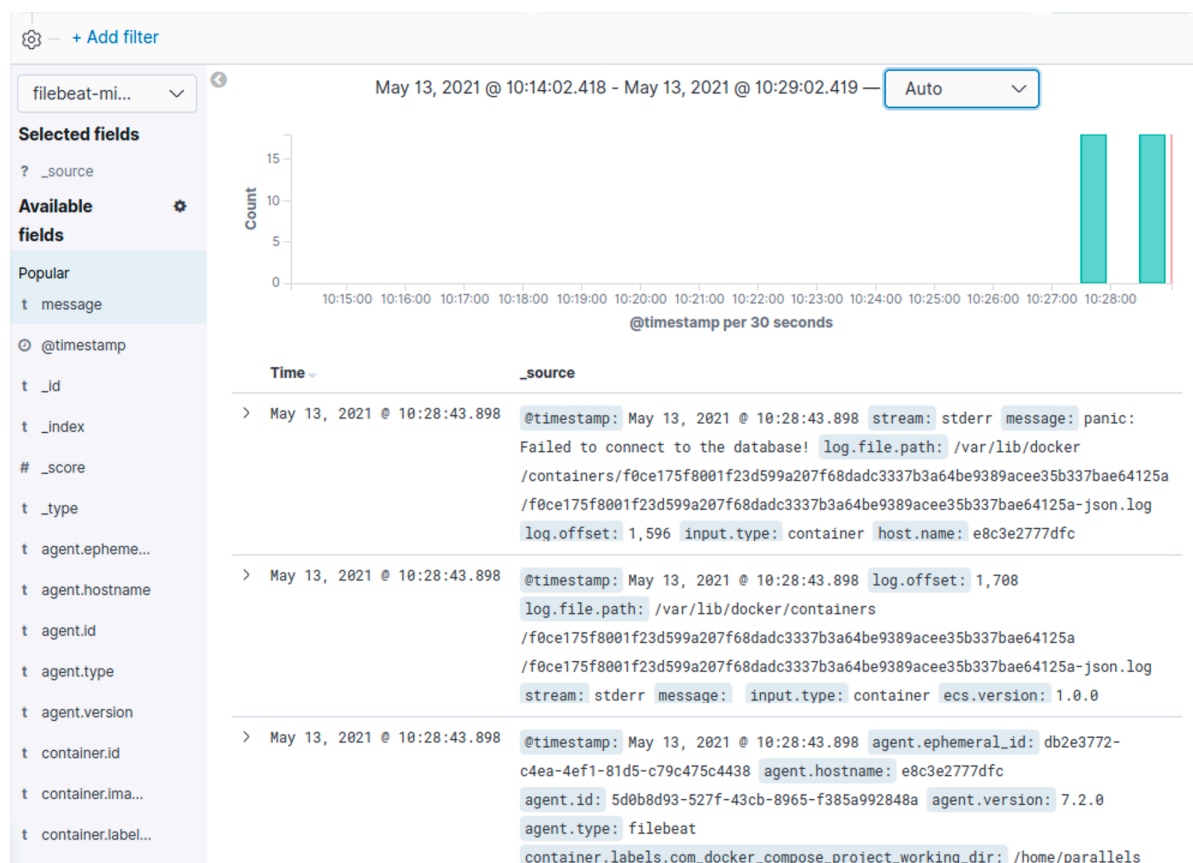 + Add filter
filebeat-mi...
May 13, 2021 @ 10:14:02.418 - May 13, 2021 @ 10:29:02.419 — Auto
Selected fields
? _source
Available
fields
Popular
t message
@timestamp
t _id
t _index
# _score
t _type
t agent.epheme...
t agent.hostname
t agent.id
t agent.type
t agent.version
t container.id
t container.ima...
t container.label...
Count
15
10
5
0
10:15:00 10:16:00 10:17:00 10:18:00 10:19:00 10:20:00 10:21:00 10:22:00 10:23:00 10:24:00 10:25:00 10:26:00 10:27:00 10:28:00
@timestamp per 30 seconds
Time _source
May 13, 2021 @ 10:28:43.898 @timestamp: May 13, 2021 @ 10:28:43.898 stream: stderr message: panic:
Failed to connect to the database! log.file.path: /var/lib/docker
/containers/f0ce175f8001f23d599a207f68dadc3337b3a64be9389acee35b337bae64125a
/f0ce175f8001f23d599a207f68dadc3337b3a64be9389acee35b337bae64125a-json.log
log.offset: 1,596 input.type: container host.name: e8c3e2777dfc
May 13, 2021 @ 10:28:43.898 @timestamp: May 13, 2021 @ 10:28:43.898 log.offset: 1,708
log.file.path: /var/lib/docker/containers
/f0ce175f8001f23d599a207f68dadc3337b3a64be9389acee35b337bae64125a
/f0ce175f8001f23d599a207f68dadc3337b3a64be9389acee35b337bae64125a-json.log
stream: stderr message: input.type: container ecs.version: 1.0.0
May 13, 2021 @ 10:28:43.898 @timestamp: May 13, 2021 @ 10:28:43.898 agent.ephemeral_id: db2e3772-
c4ea-4ef1-81d5-c79c475c4438 agent.hostname: e8c3e2777dfc
agent.id: 5d0b8d93-527f-43cb-8965-f385a992848a agent.version: 7.2.0
agent.type: filebeat
container.labels.com_docker_compose_project_working_dir: /home/parallels